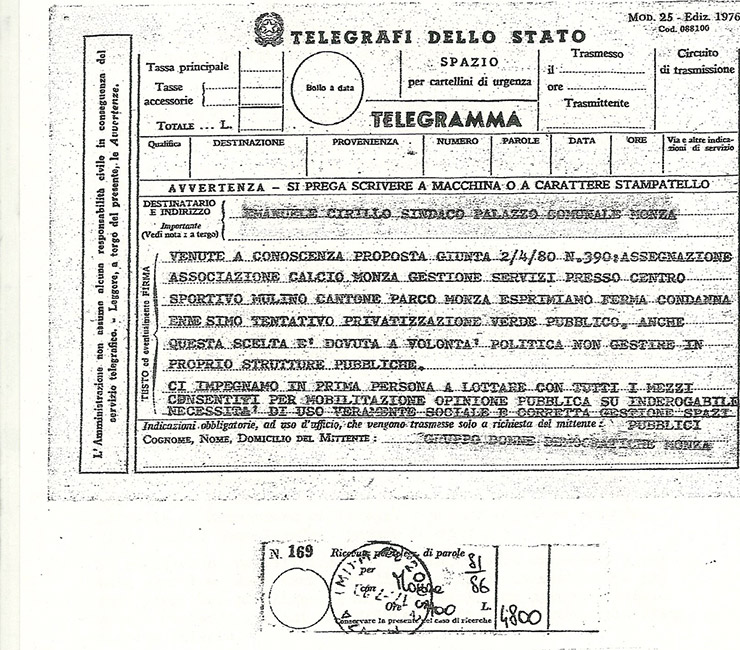 MOD. 25 - Ediz. 1976
Cod. 088100
TELEGRAFI DELLO STATO
Tassa principale
Tasse
accessorie
TOTALE ... L.
Bollo a data
SPAZIO
per cartellini di urgenza
TELEGRAMMA
Trasmesso
il
ore
Trasmittente
Circuito
di trasmissione
Qualifica
DESTINAZIONE
PROVENIENZA
NUMERO
PAROLE
DATA
ORE
Via e altre indica-
zioni di servizio
AVVERTENZA - SI PREGA SCRIVERE A MACCHINA O A CARATTERE STAMPATELLO
L'Amministrazione non assume alcuna responsabilità civile in conseguenza del
servizio telegrafico. - Leggere, a tergo del presente, le Avvertenze.
DESTINATARIO
E INDIRIZZO
Importante
(Vedi nota 1 a tergo)
EMANUELE CIRILLO SINDACO PALAZZO COMUNALE MONZA
TESTO ed eventualmente FIRMA
VENUTE A CONOSCENZA PROPOSTA GIUNTA 2/4/80 N.390:ASSEGNAZIONE
ASSOCIAZIONE CALCIO MONZA GESTIONE SERVIZI PRESSO CENTRO
SPORTIVO MULINO CANTONE PARCO MONZA ESPRIMIAMO FERMA CONDANNA
ENNESIMO TENTATIVO PRIVATIZZAZIONE VERDE PUBBLICO. ANCHE
QUESTA SCELTA E' DOVUTA A VOLONTA' POLITICA NON GESTIRE IN
PROPRIO STRUTTURE PUBBLICHE.
CI IMPEGNAMO IN PRIMA PERSONA A LOTTARE CON TUTTI I MEZZI
CONSENTIVI PER MOBILITAZIONE OPINIONE PUBBLICA SU INDEROGABILE
NECESSITA' DI USO VERAMENTE SOCIALE E CORRETTA GESTIONE SPAZI
Indicazioni obbligatorie, ad uso d'ufficio, che vengono trasmesse solo a richiesta del mittente : PUBBLICI
COGNOME, NOME, DOMICILIO DEL MITTENTE : GRUPPO DONNE DEMOCRATICHE MONZA
N. 169
Ricevuta
di parole 81
86
per
con
Ore
L. 4800
Conservare la presente nel caso di ricerche